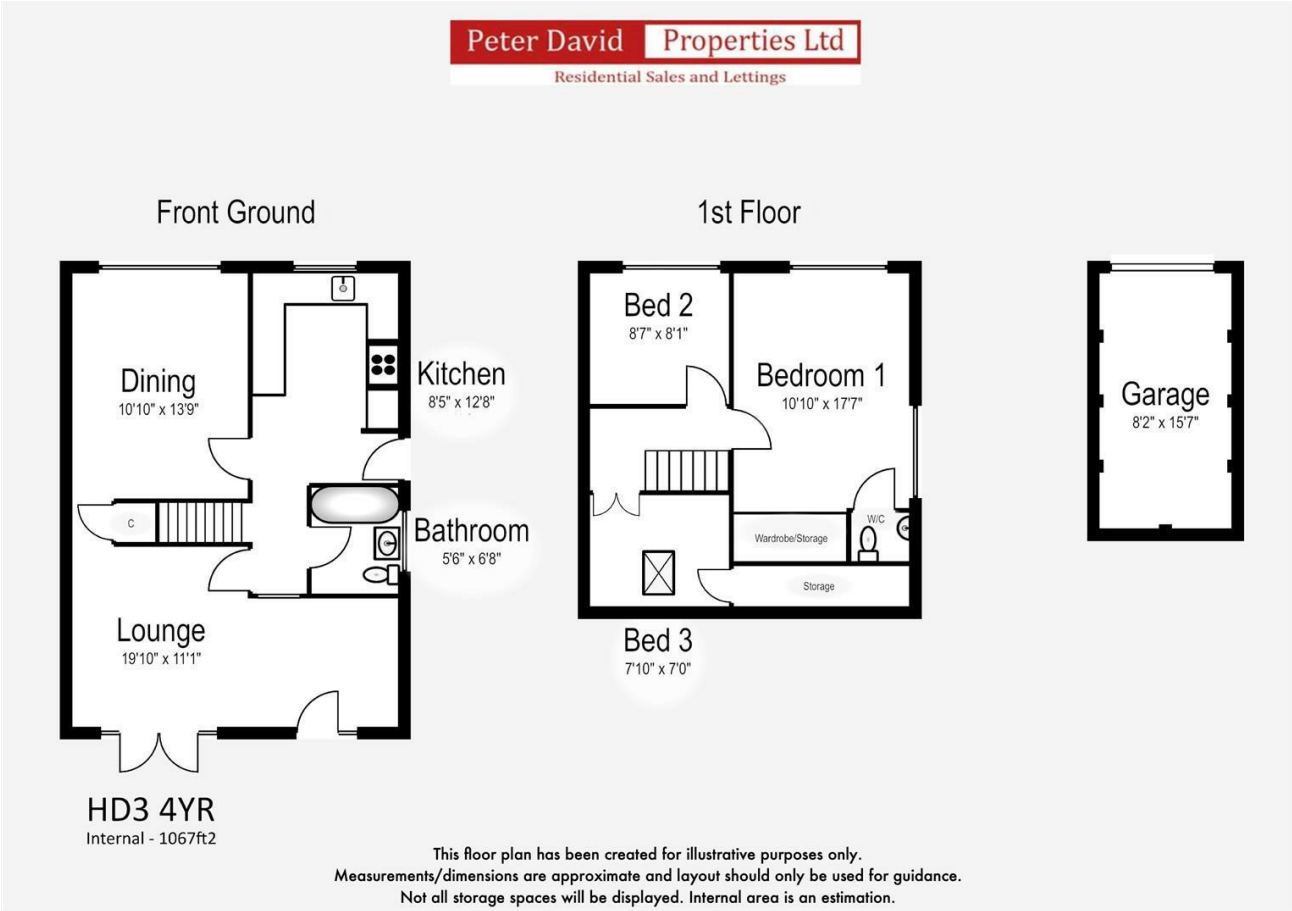 Peter David Properties Ltd
Residential Sales and Lettings
Front Ground
1st Floor
Dining
10'10" x 13'9"
Kitchen
8'5" x 12'8"
C
Bathroom
5'6" x 6'8"
Lounge
19'10" x 11'1"
Bed 2
8'7" x 8'1"
Bedroom 1
10'10" x 17'7"
W/C
Wardrobe/Storage
Storage
Bed 3
7'10" x 7'0"
Garage
8'2" x 15'7"
HD3 4YR
Internal - 1067ft2
This floor plan has been created for illustrative purposes only.
Measurements/dimensions are approximate and layout should only be used for guidance.
Not all storage spaces will be displayed. Internal area is an estimation.